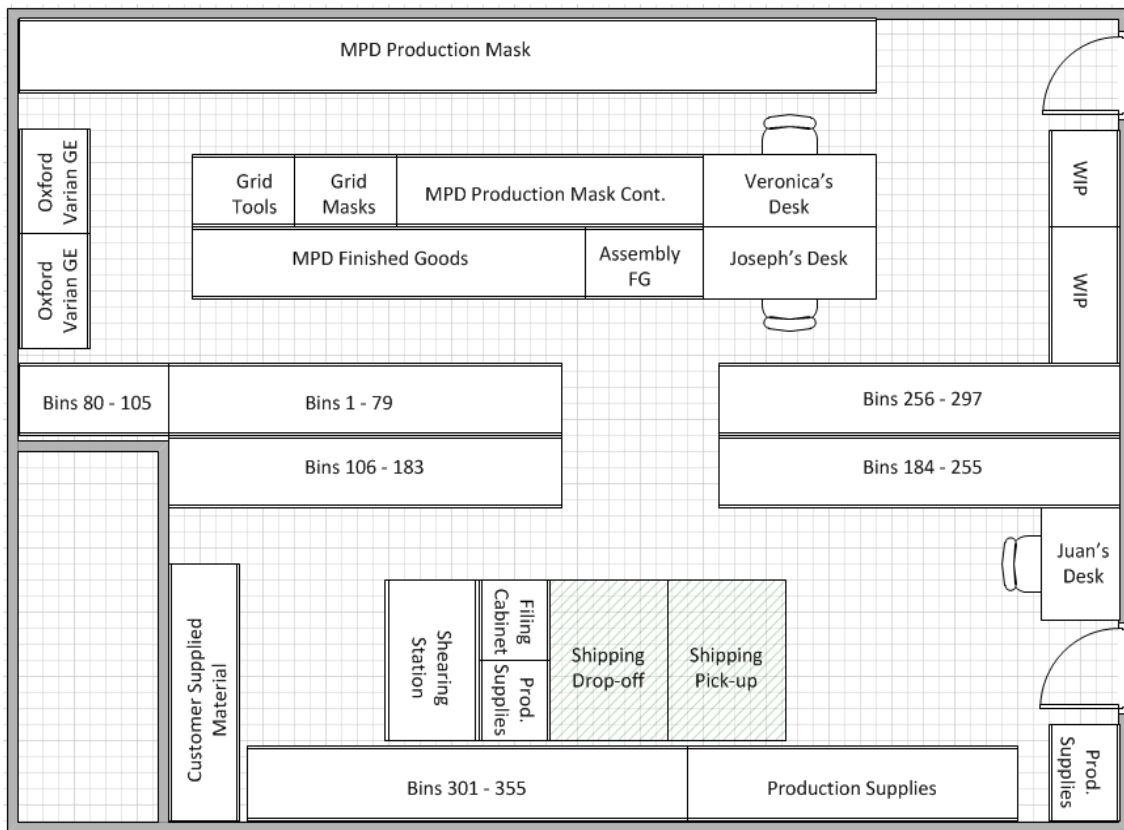 MPD Production Mask
Oxford
Varian GE
Oxford
Varian GE
Grid
Tools
Grid
Masks
MPD Production Mask Cont.
Veronica's
Desk
WIP
MPD Finished Goods
Assembly
FG
Joseph's Desk
WIP
Bins 80 - 105
Bins 1 - 79
Bins 256 - 297
Bins 106 - 183
Bins 184 - 255
Juan's
Desk
Customer Supplied
Material
Shearing
Station
Filing
Cabinet
Prod.
Supplies
Shipping
Drop-off
Shipping
Pick-up
Bins 301 - 355
Production Supplies
Prod.
Supplies